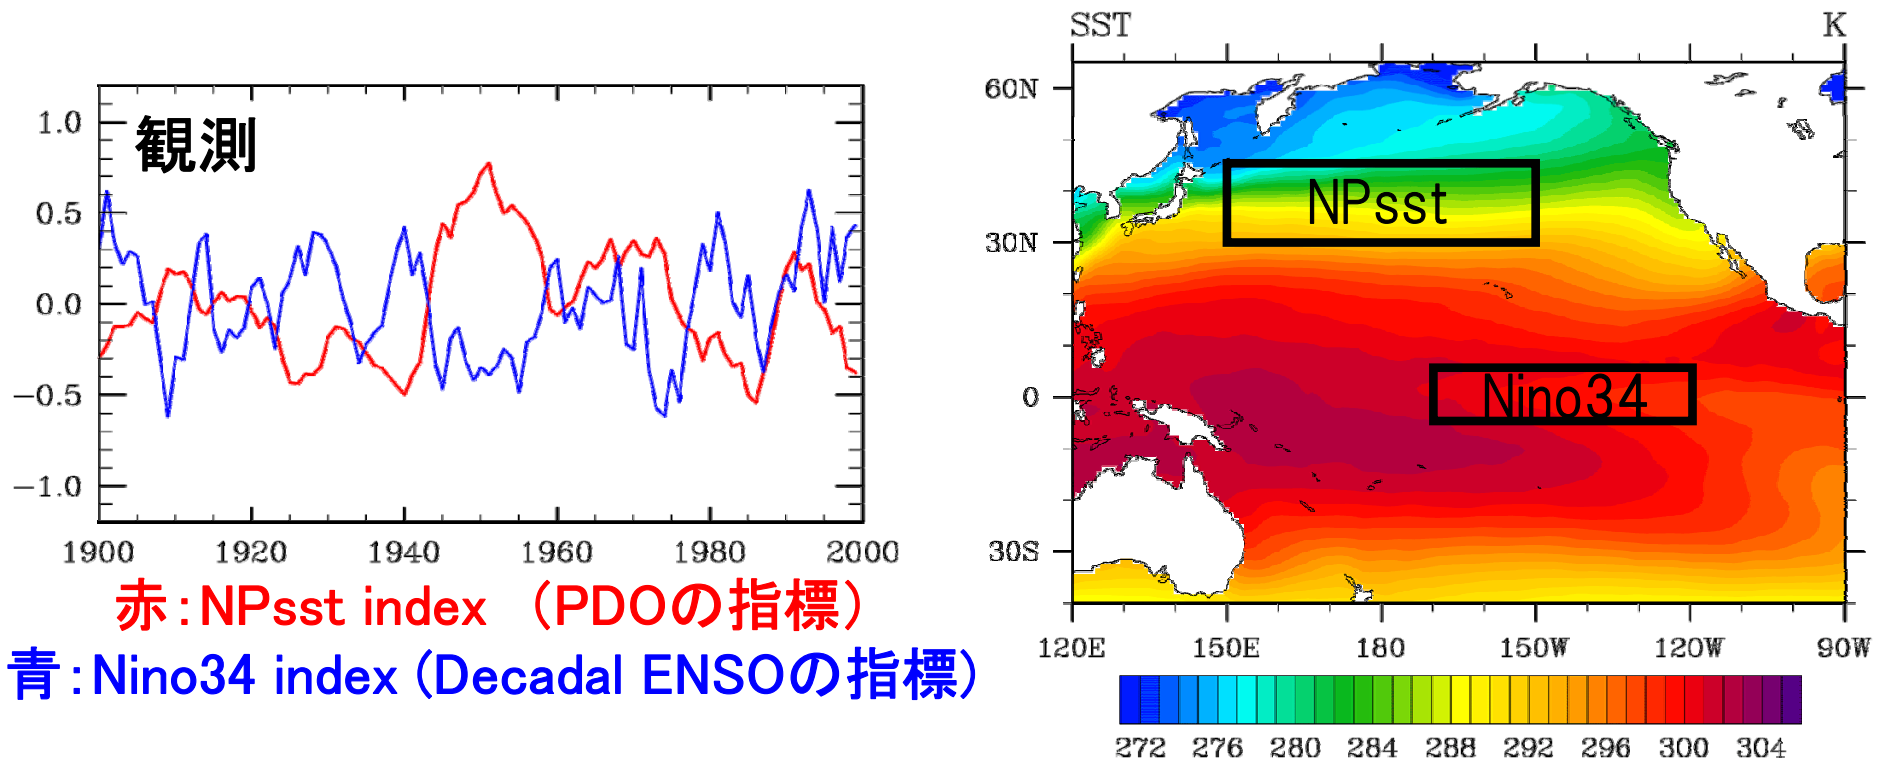 観測
1.0
0.5
0.0
−0.5
−1.0
1900 1920 1940 1960 1980 2000
赤：NPsst index （PDOの指標）
青：Nino34 index (Decadal ENSOの指標)
SST K
60N
30N
0
30S
NPsst
Nino34
120E 150E 180 150W 120W 90W
272 276 280 284 288 292 296 300 304